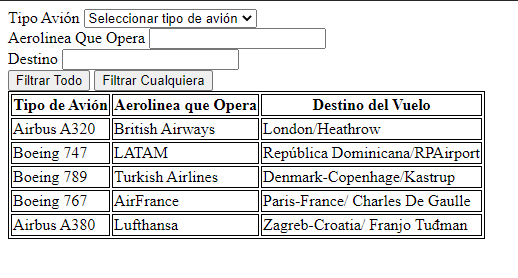 Tipo Avión Seleccionar tipo de avión
Aerolinea Que Opera
Destino
Filtrar Todo Filtrar Cualquiera
Tipo de Avión Aerolinea que Opera Destino del Vuelo
Airbus A320 British Airways London/Heathrow
Boeing 747 LATAM República Dominicana/RPAirport
Boeing 789 Turkish Airlines Denmark-Copenhage/Kastrup
Boeing 767 AirFrance Paris-France/ Charles De Gaulle
Airbus A380 Lufthansa Zagreb-Croatia/ Franjo Tuđman